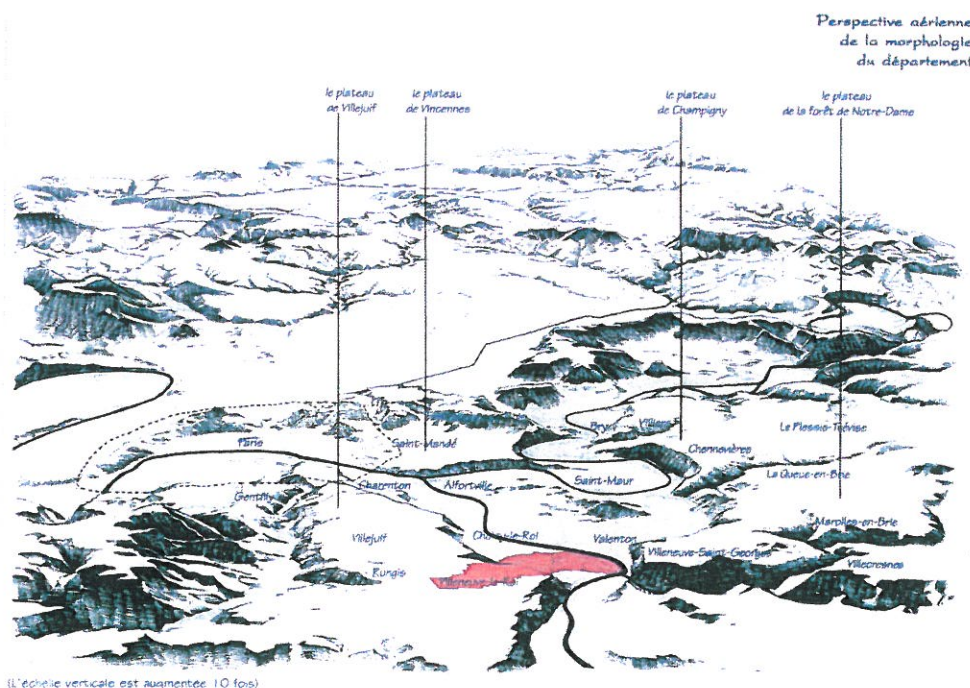 Perspective aérienne
de la morphologie
du département
le plateau
de Villejuif
le plateau
de Vincennes
le plateau
de Champigny
le plateau
de la forêt de Notre-Dame
Bry
Villiers
Le Plessis-Trévise
Paris
Saint-Mandé
Chennevières
La Queue-en-Brie
Gentilly
Charenton
Alfortville
Saint-Maur
Marolles-en-Brie
Villejuif
Choisy-le-Roi
Valenton
Villeneuve-Saint-Georges
Villecresnes
Rungis
Villeneuve-le-Roi
(L'échelle verticale est augmentée 10 fois)